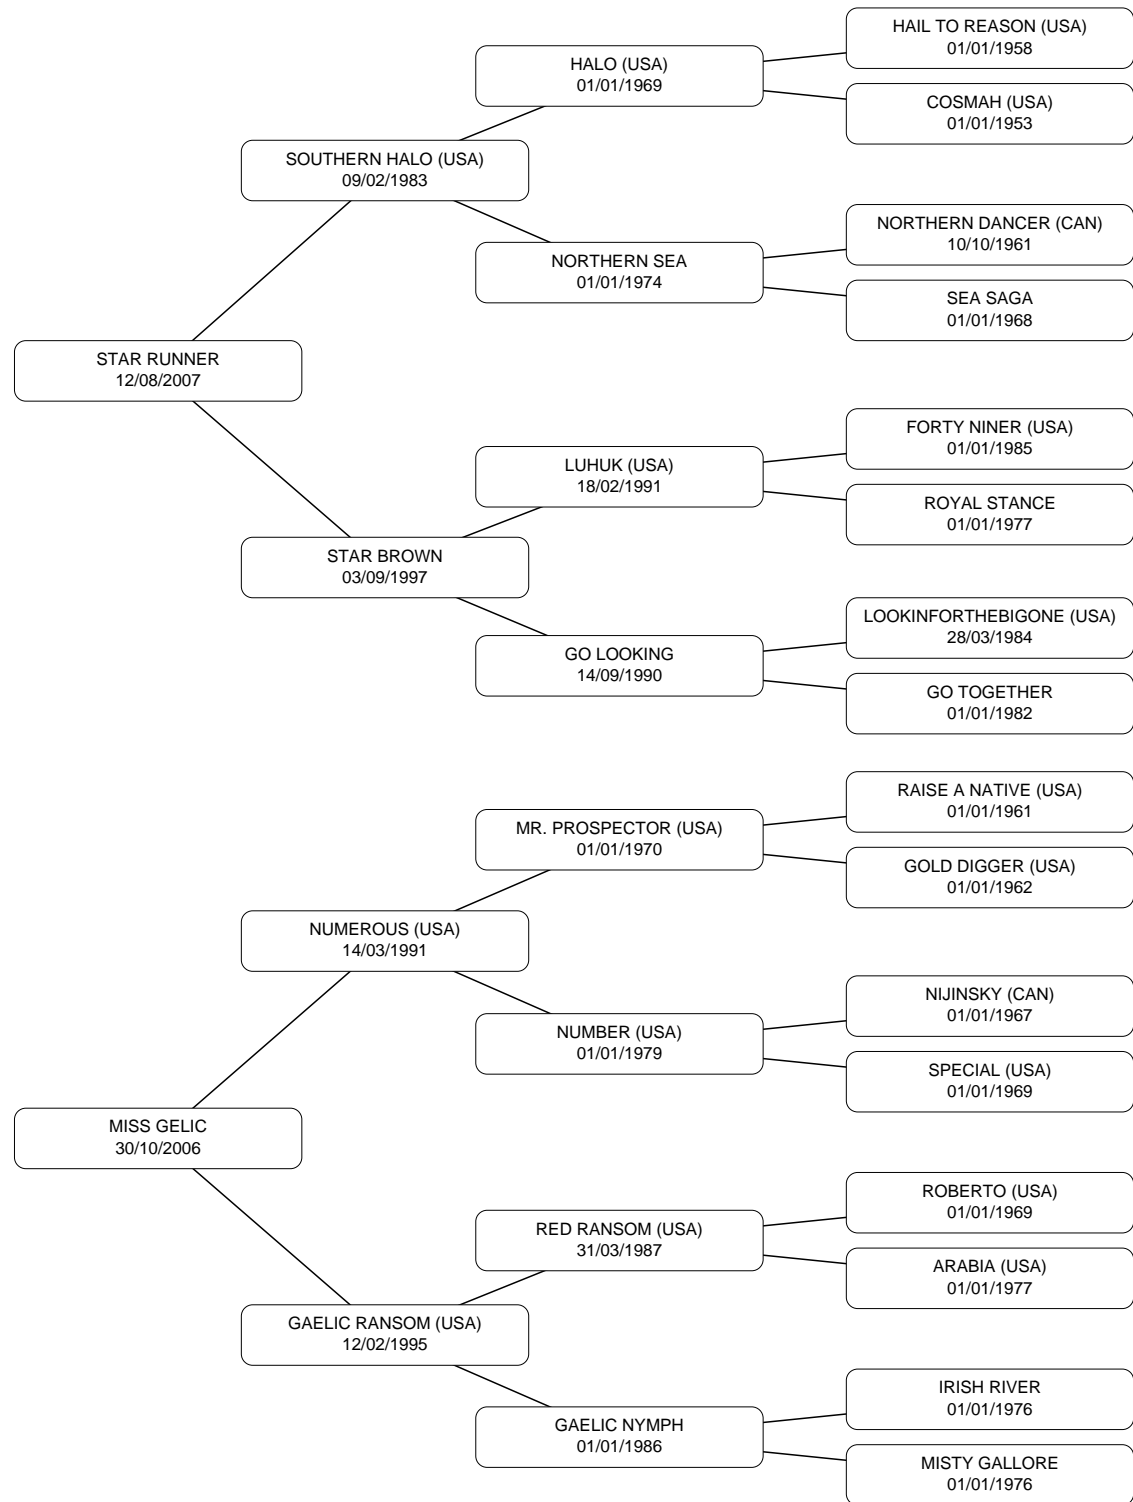 HAIL TO REASON (USA)
01/01/1958
HALO (USA)
01/01/1969
COSMAH (USA)
01/01/1953
SOUTHERN HALO (USA)
09/02/1983
NORTHERN DANCER (CAN)
10/10/1961
NORTHERN SEA
01/01/1974
SEA SAGA
01/01/1968
STAR RUNNER
12/08/2007
FORTY NINER (USA)
01/01/1985
LUHUK (USA)
18/02/1991
ROYAL STANCE
01/01/1977
STAR BROWN
03/09/1997
LOOKINFORTHEBIGONE (USA)
28/03/1984
GO LOOKING
14/09/1990
GO TOGETHER
01/01/1982
RAISE A NATIVE (USA)
01/01/1961
MR. PROSPECTOR (USA)
01/01/1970
GOLD DIGGER (USA)
01/01/1962
NUMEROUS (USA)
14/03/1991
NIJINSKY (CAN)
01/01/1967
NUMBER (USA)
01/01/1979
SPECIAL (USA)
01/01/1969
MISS GELIC
30/10/2006
ROBERTO (USA)
01/01/1969
RED RANSOM (USA)
31/03/1987
ARABIA (USA)
01/01/1977
GAELIC RANSOM (USA)
12/02/1995
IRISH RIVER
01/01/1976
GAELIC NYMPH
01/01/1986
MISTY GALLORE
01/01/1976